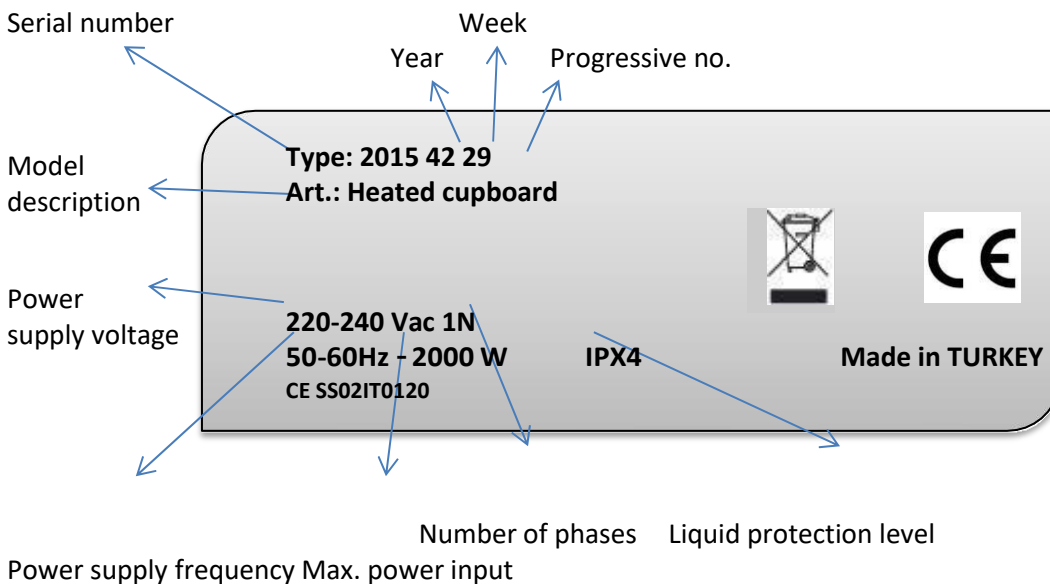 Serial number
Week
Year
Progressive no.
Type: 2015 42 29
Model
description
Art.: Heated cupboard
CE
Power
supply voltage
220-240 Vac 1N
50-60Hz - 2000 W IPX4 Made in TURKEY
CE SS02IT0120
Number of phases Liquid protection level
Power supply frequency Max. power input